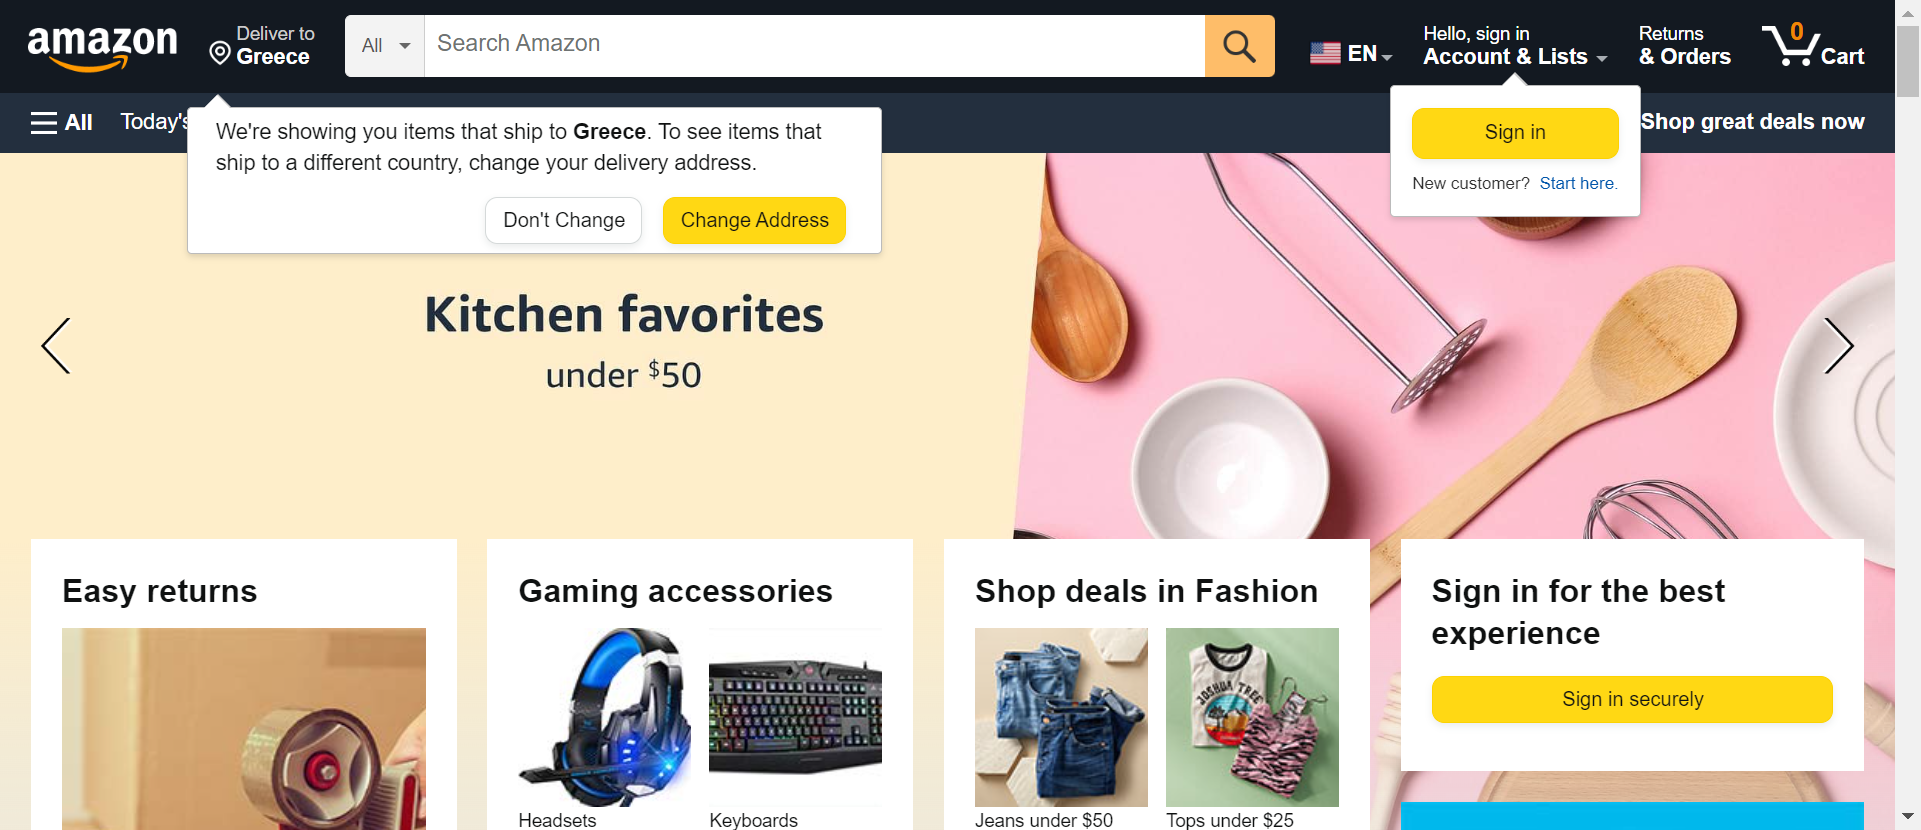 amazon
Deliver to
Greece
All
Search Amazon
EN
Hello, sign in
Account & Lists
Returns
& Orders
0
Cart
All
Today's
Shop great deals now
We're showing you items that ship to Greece. To see items that
ship to a different country, change your delivery address.
Don't Change
Change Address
Sign in
New customer? Start here.
Kitchen favorites
under $50
Easy returns
Gaming accessories
Headsets
Keyboards
Shop deals in Fashion
JOSHUA TREE
Jeans under $50
Tops under $25
Sign in for the best
experience
Sign in securely